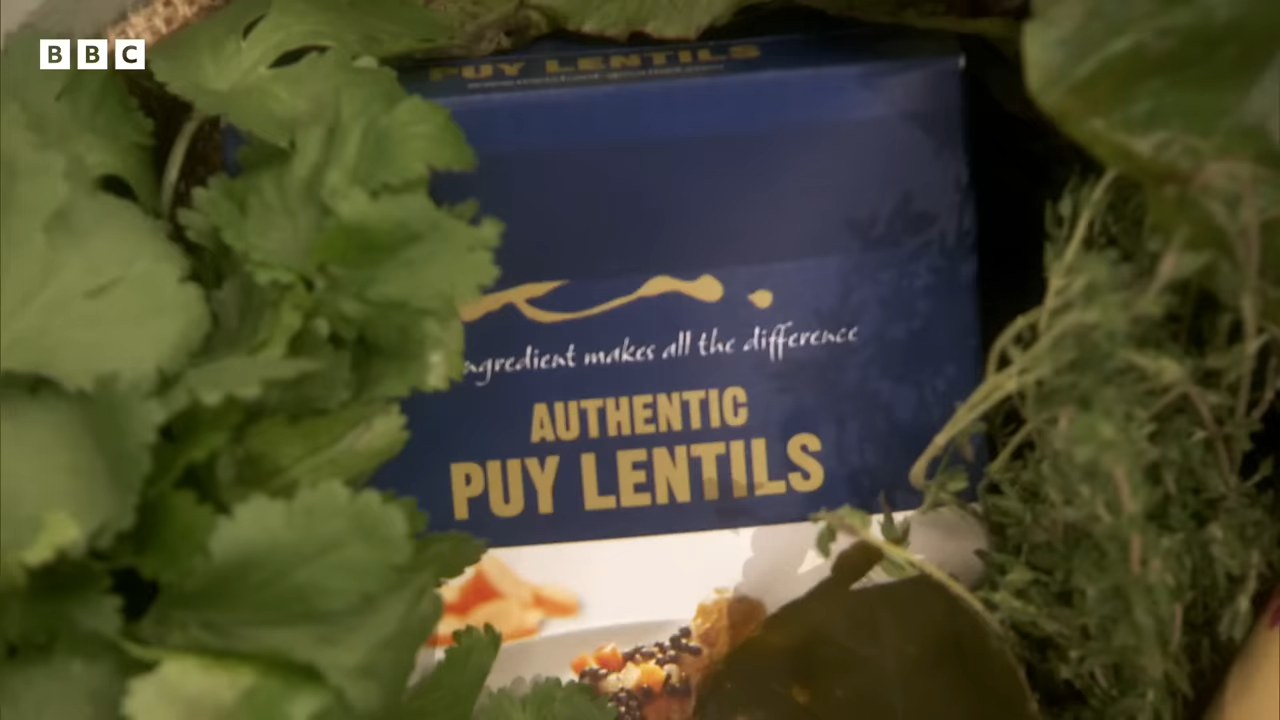 BBC
PUY LENTILS
ngredient makes all the difference
AUTHENTIC
PUY LENTILS